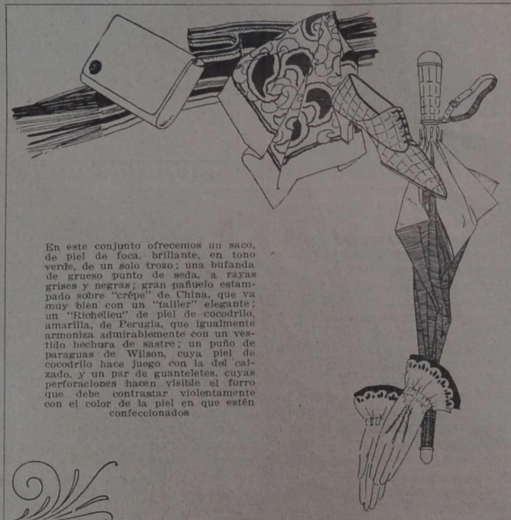 En este conjunto ofrecemos un saco,
de piel de foca, brillante, en tono
verde, de un solo trozo; una bufanda
de grueso punto de seda, a rayas
grises y negras; gran pañuelo estam-
pado sobre "crêpe" de China, que va
muy bien con un "tailler" elegante;
un "Richelieu" de piel de cocodrilo,
amarilla, de Perugia, que igualmente
armoniza admirablemente con un ves-
tido hechura de sastre; un puño de
paraguas de Wilson, cuya piel de
cocodrilo hace juego con la del cal-
zado, y un par de guanteletes, cuyas
perforaciones hacen visible el forro
que debe contrastar violentamente
con el color de la piel en que estén
confeccionados